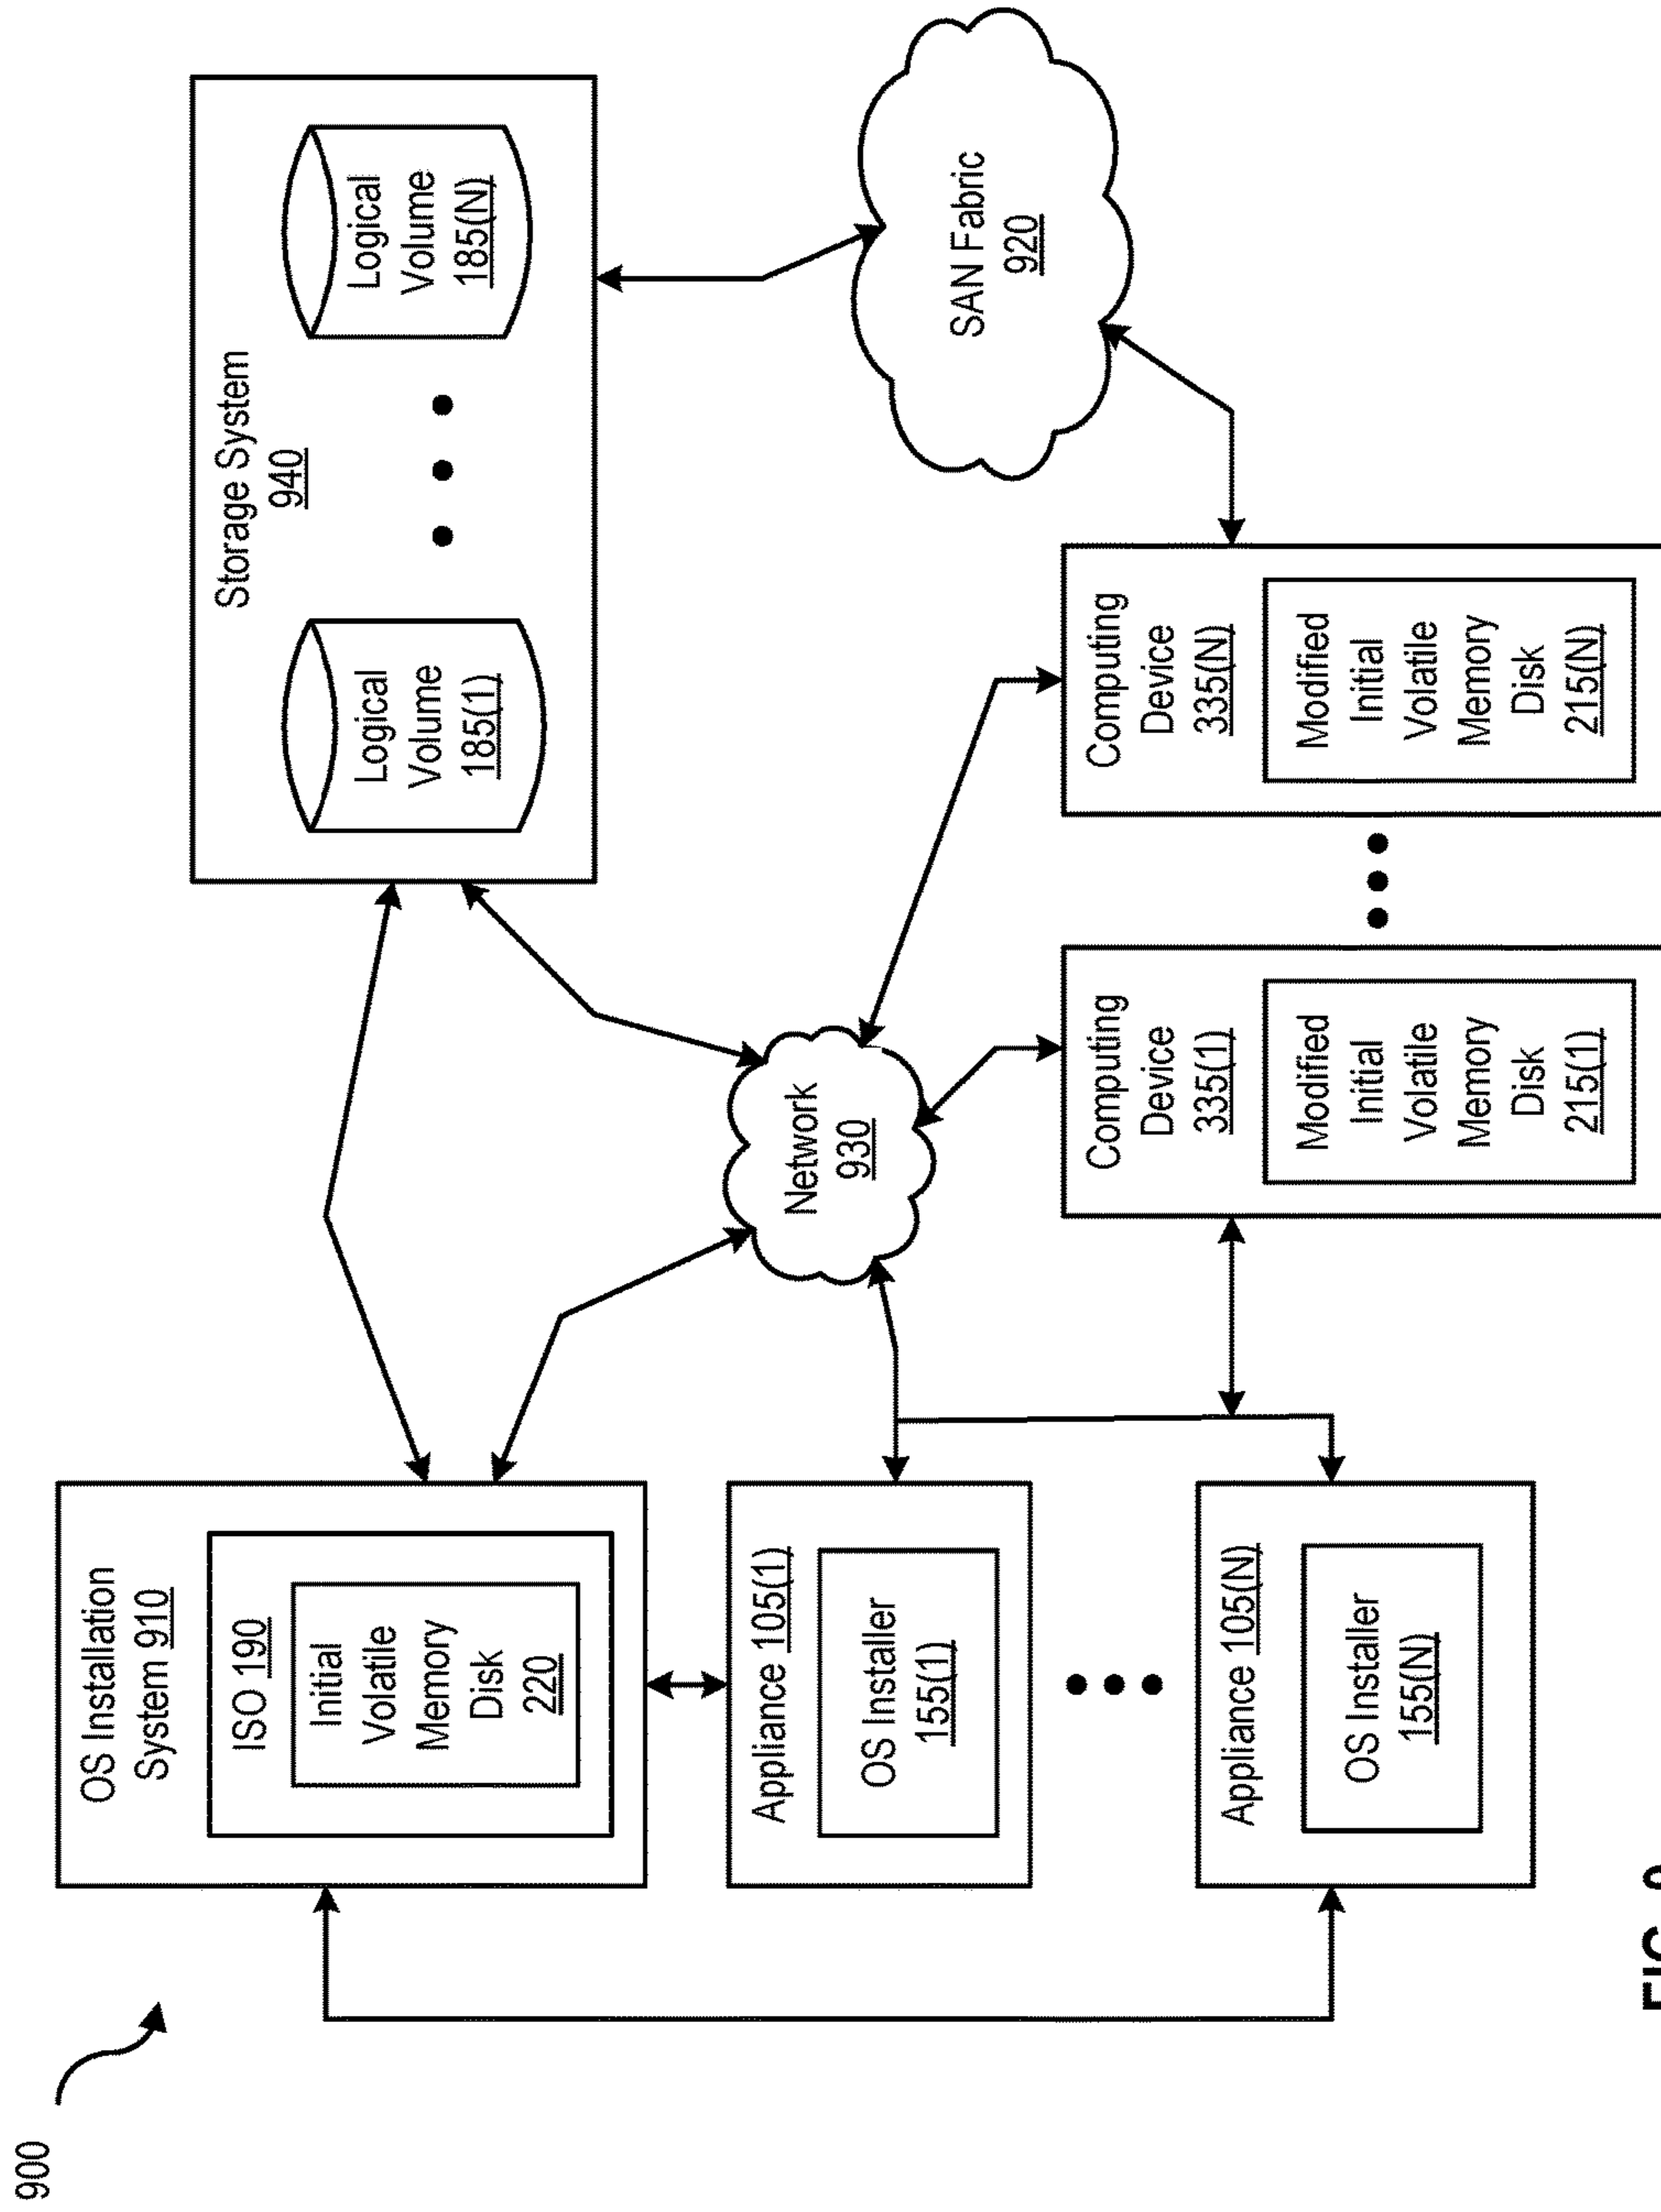 900
OS Installation
System 910
ISO 190
Initial
Volatile
Memory
Disk
220
Appliance 105(1)
OS Installer
155(1)
Appliance 105(N)
OS Installer
155(N)
Network
930
Storage System
940
Logical
Volume
185(1)
Logical
Volume
185(N)
SAN Fabric
920
Computing
Device
335(1)
Modified
Initial
Volatile
Memory
Disk
215(1)
Computing
Device
335(N)
Modified
Initial
Volatile
Memory
Disk
215(N)
FIG.